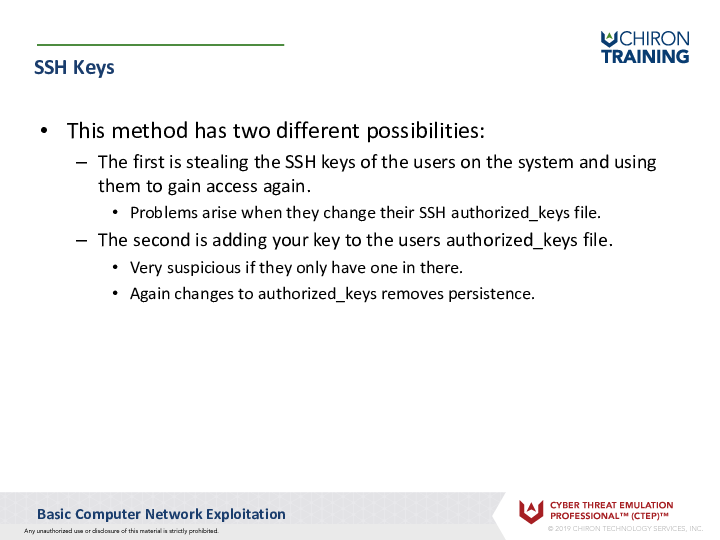 CHIRON
TRAINING
SSH Keys
• This method has two different possibilities:
– The first is stealing the SSH keys of the users on the system and using
them to gain access again.
• Problems arise when they change their SSH authorized_keys file.
– The second is adding your key to the users authorized_keys file.
• Very suspicious if they only have one in there.
• Again changes to authorized_keys removes persistence.
Basic Computer Network Exploitation
Any unauthorized use or disclosure of this material is strictly prohibited.
CYBER THREAT EMULATION
PROFESSIONAL™ (CTEP)™
© 2019 CHIRON TECHNOLOGY SERVICES, INC.